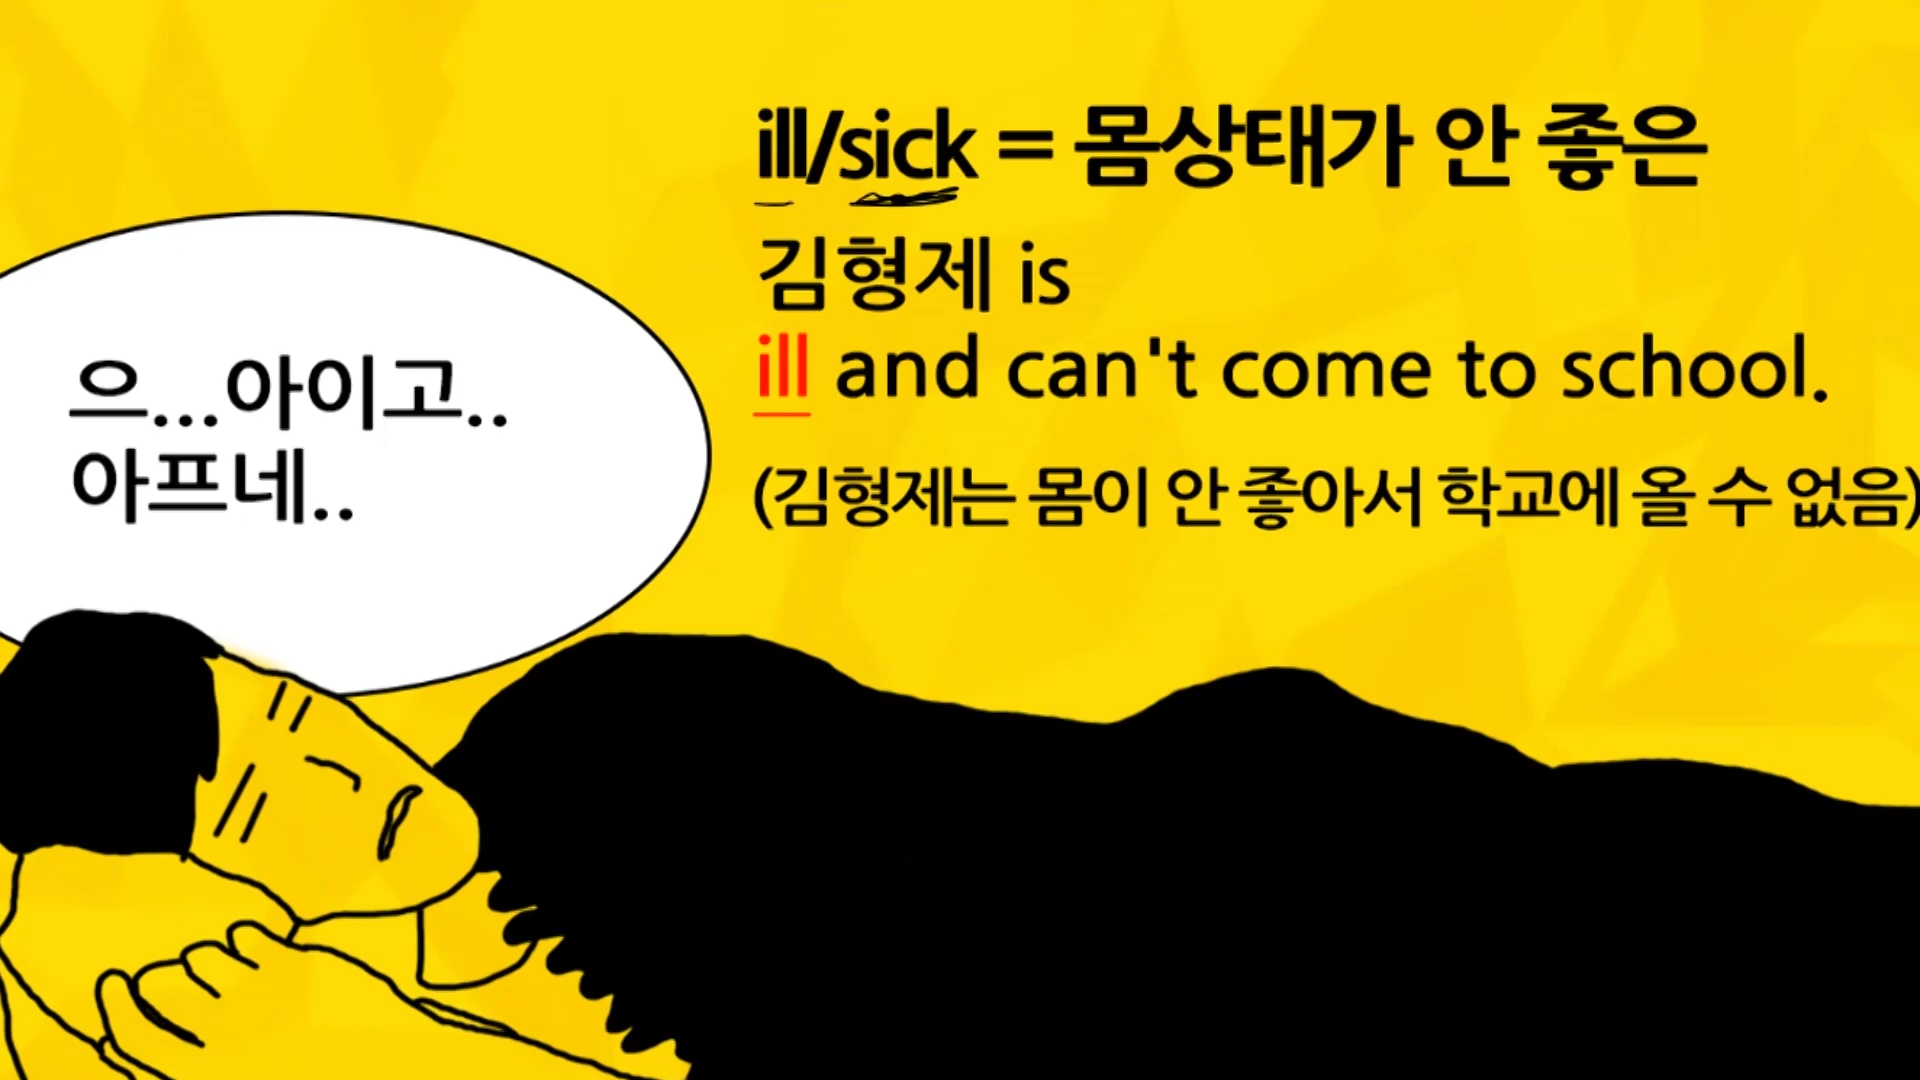 ill/sick = 몸상태가 안 좋은
김형제 is
ill and can't come to school.
(김형제는 몸이 안 좋아서 학교에 올 수 없음)
으...아이고..
아프네..